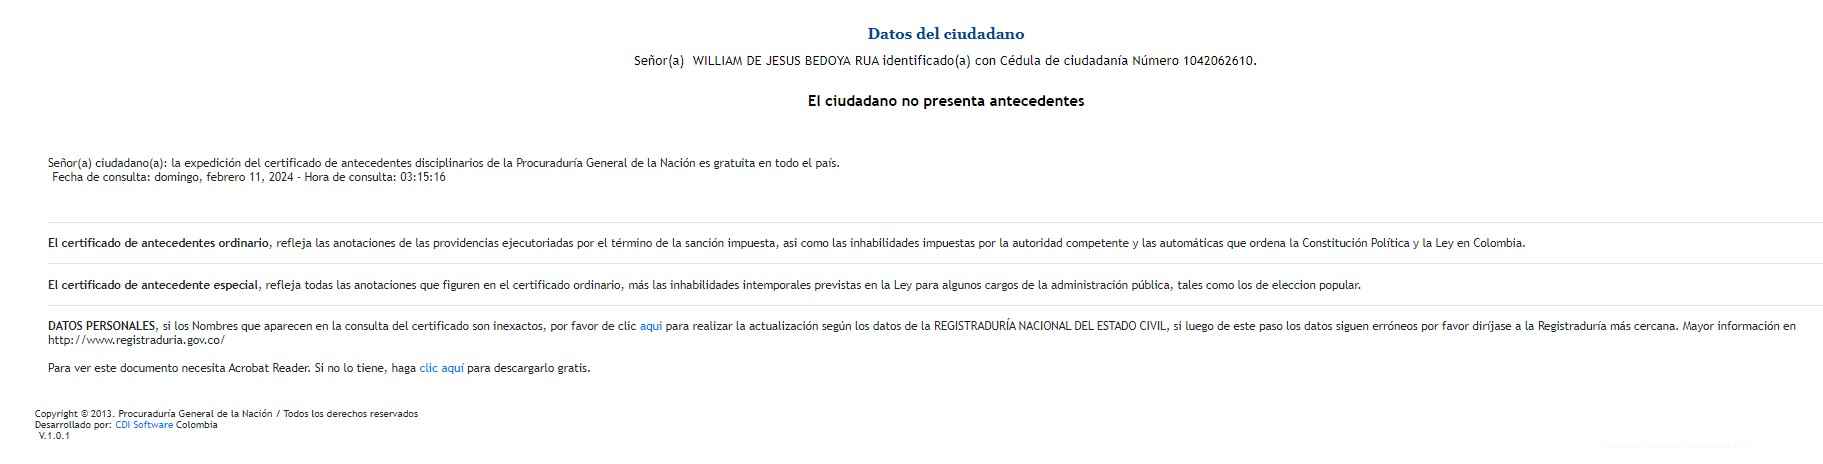 Datos del ciudadano
Señor(a) WILLIAM DE JESUS BEDOYA RUA identificado(a) con Cédula de ciudadanía Número 1042062610.
El ciudadano no presenta antecedentes
Señor(a) ciudadano(a): la expedición del certificado de antecedentes disciplinarios de la Procuraduría General de la Nación es gratuita en todo el país.
Fecha de consulta: domingo, febrero 11, 2024 - Hora de consulta: 03:15:16
El certificado de antecedentes ordinario, refleja las anotaciones de las providencias ejecutoriadas por el término de la sanción impuesta, asi como las inhabilidades impuestas por la autoridad competente y las automáticas que ordena la Constitución Política y la Ley en Colombia.
El certificado de antecedente especial, refleja todas las anotaciones que figuren en el certificado ordinario, más las inhabilidades intemporales previstas en la Ley para algunos cargos de la administración pública, tales como los de eleccion popular.
DATOS PERSONALES, si los Nombres que aparecen en la consulta del certificado son inexactos, por favor de clic aqui para realizar la actualización según los datos de la REGISTRADURÍA NACIONAL DEL ESTADO CIVIL, si luego de este paso los datos siguen erróneos por favor diríjase a la Registraduría más cercana. Mayor información en
http://www.registraduria.gov.co/
Para ver este documento necesita Acrobat Reader. Si no lo tiene, haga clic aquí para descargarlo gratis.
Copyright © 2013. Procuraduría General de la Nación / Todos los derechos reservados
Desarrollado por: CDI Software Colombia
V.1.0.1